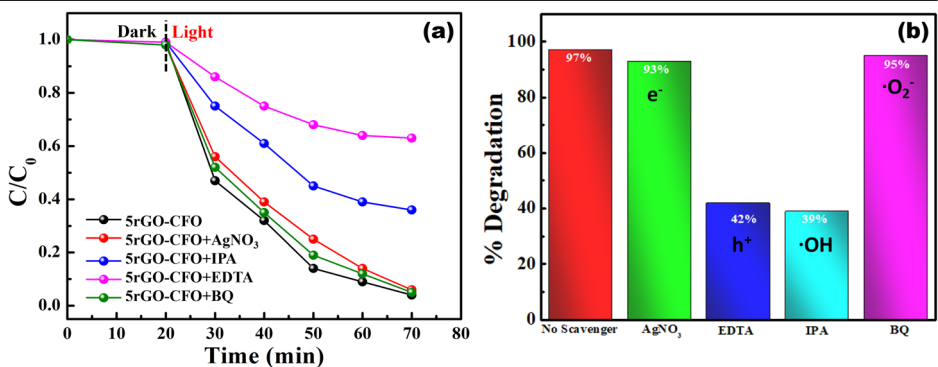 (a)
Dark Light
C/C₀
1.0
0.8
0.6
0.4
0.2
0.0
5rGO-CFO
5rGO-CFO+AgNO₃
5rGO-CFO+IPA
5rGO-CFO+EDTA
5rGO-CFO+BQ
0 10 20 30 40 50 60 70 80
Time (min)
(b)
% Degradation
100
80
60
40
20
0
97%
93%
e⁻
42%
h⁺
39%
·OH
95%
·O₂⁻
No Scavenger AgNO₃ EDTA IPA BQ